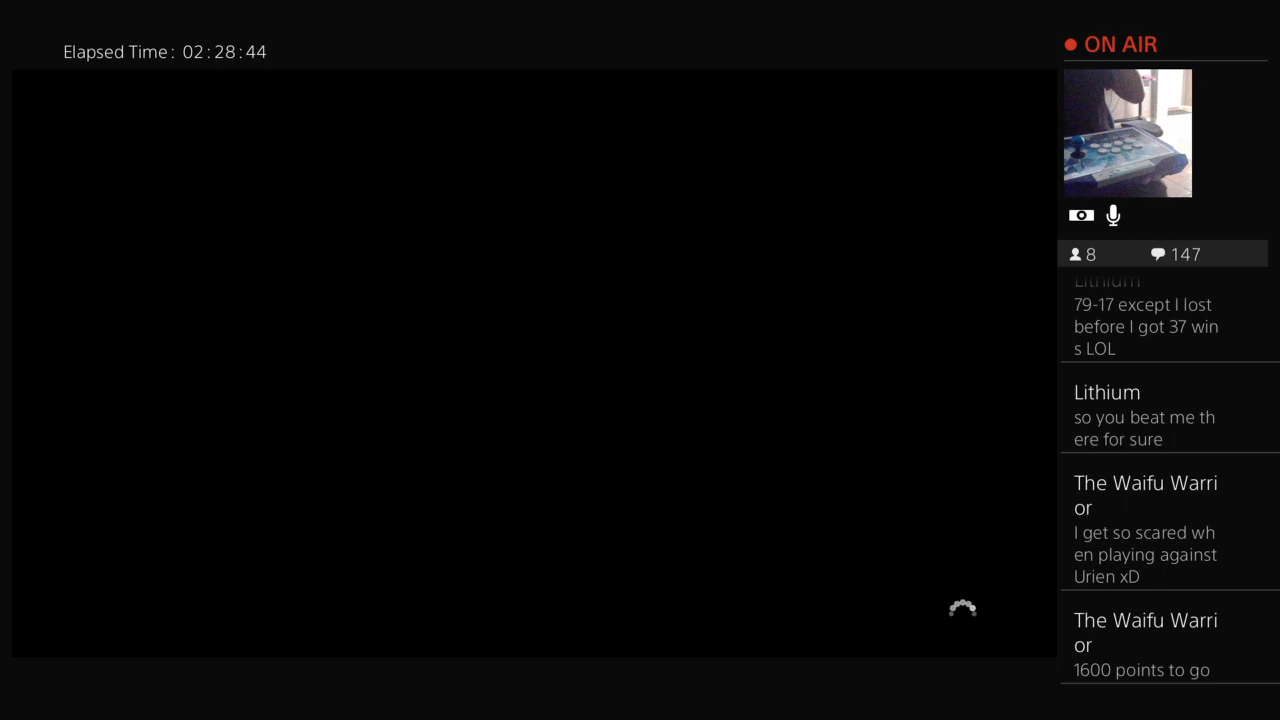 Elapsed Time: 02:28:44
ON AIR
8 147
Lithium
79-17 except I lost
before I got 37 win
s LOL
Lithium
so you beat me th
ere for sure
The Waifu Warri
or
I get so scared wh
en playing against
Urien xD
The Waifu Warri
or
1600 points to go